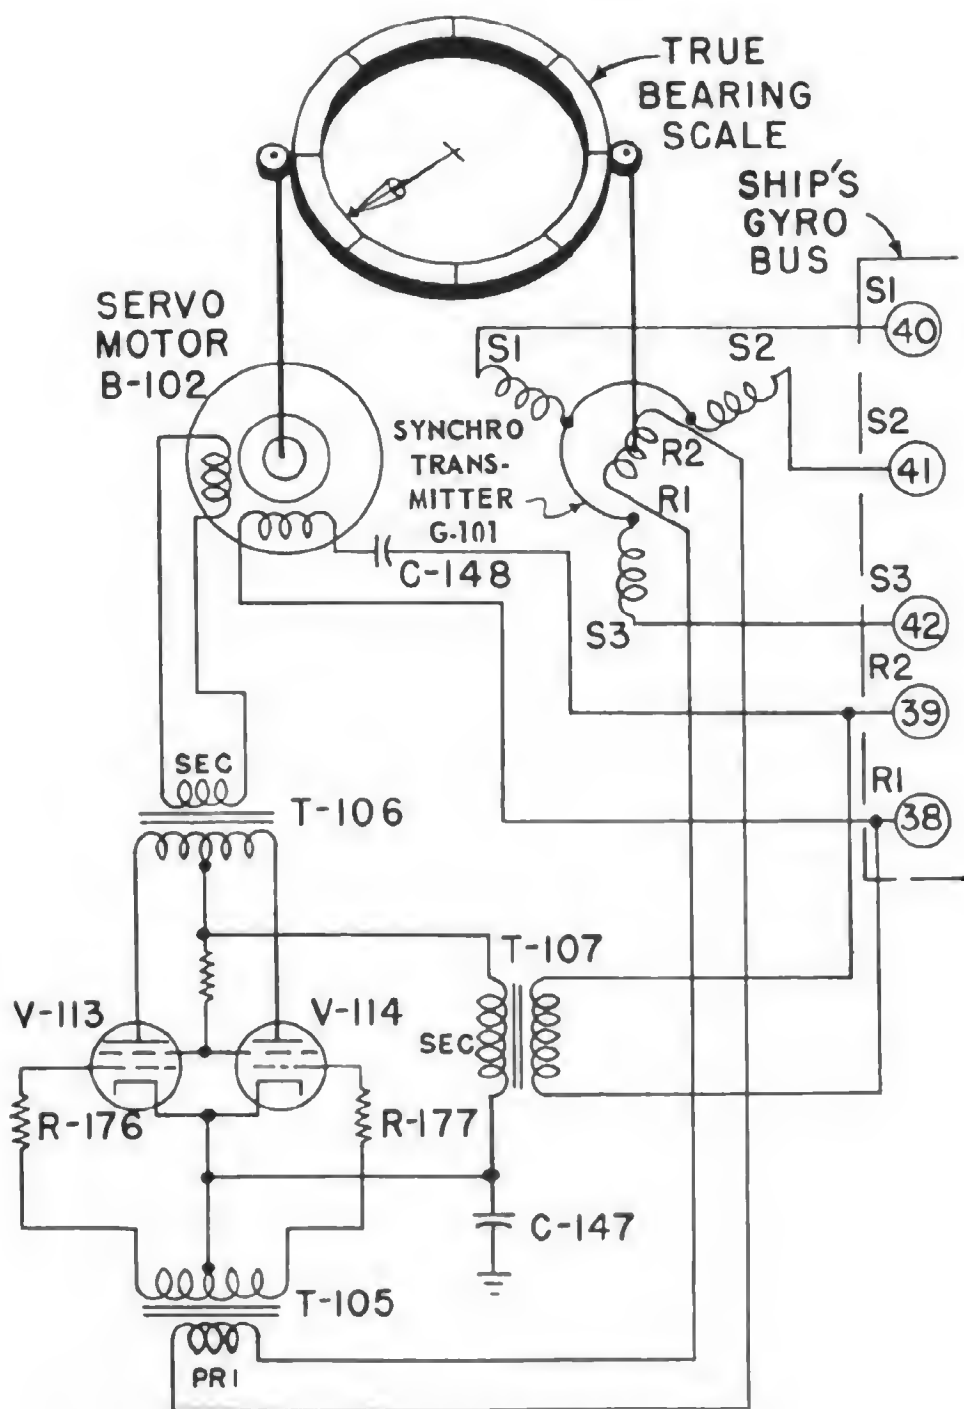 TRUE
BEARING
SCALE
SHIP'S
GYRO
BUS
SERVO
MOTOR
B-102
S1
40
S1
S2
S2
41
SYNCHRO
TRANS-
MITTER
G-101
R2
R1
C-148
S3
S3
42
R2
39
SEC
T-106
R1
38
T-107
V-113
V-114
SEC
R-176
R-177
C-147
T-105
PRI